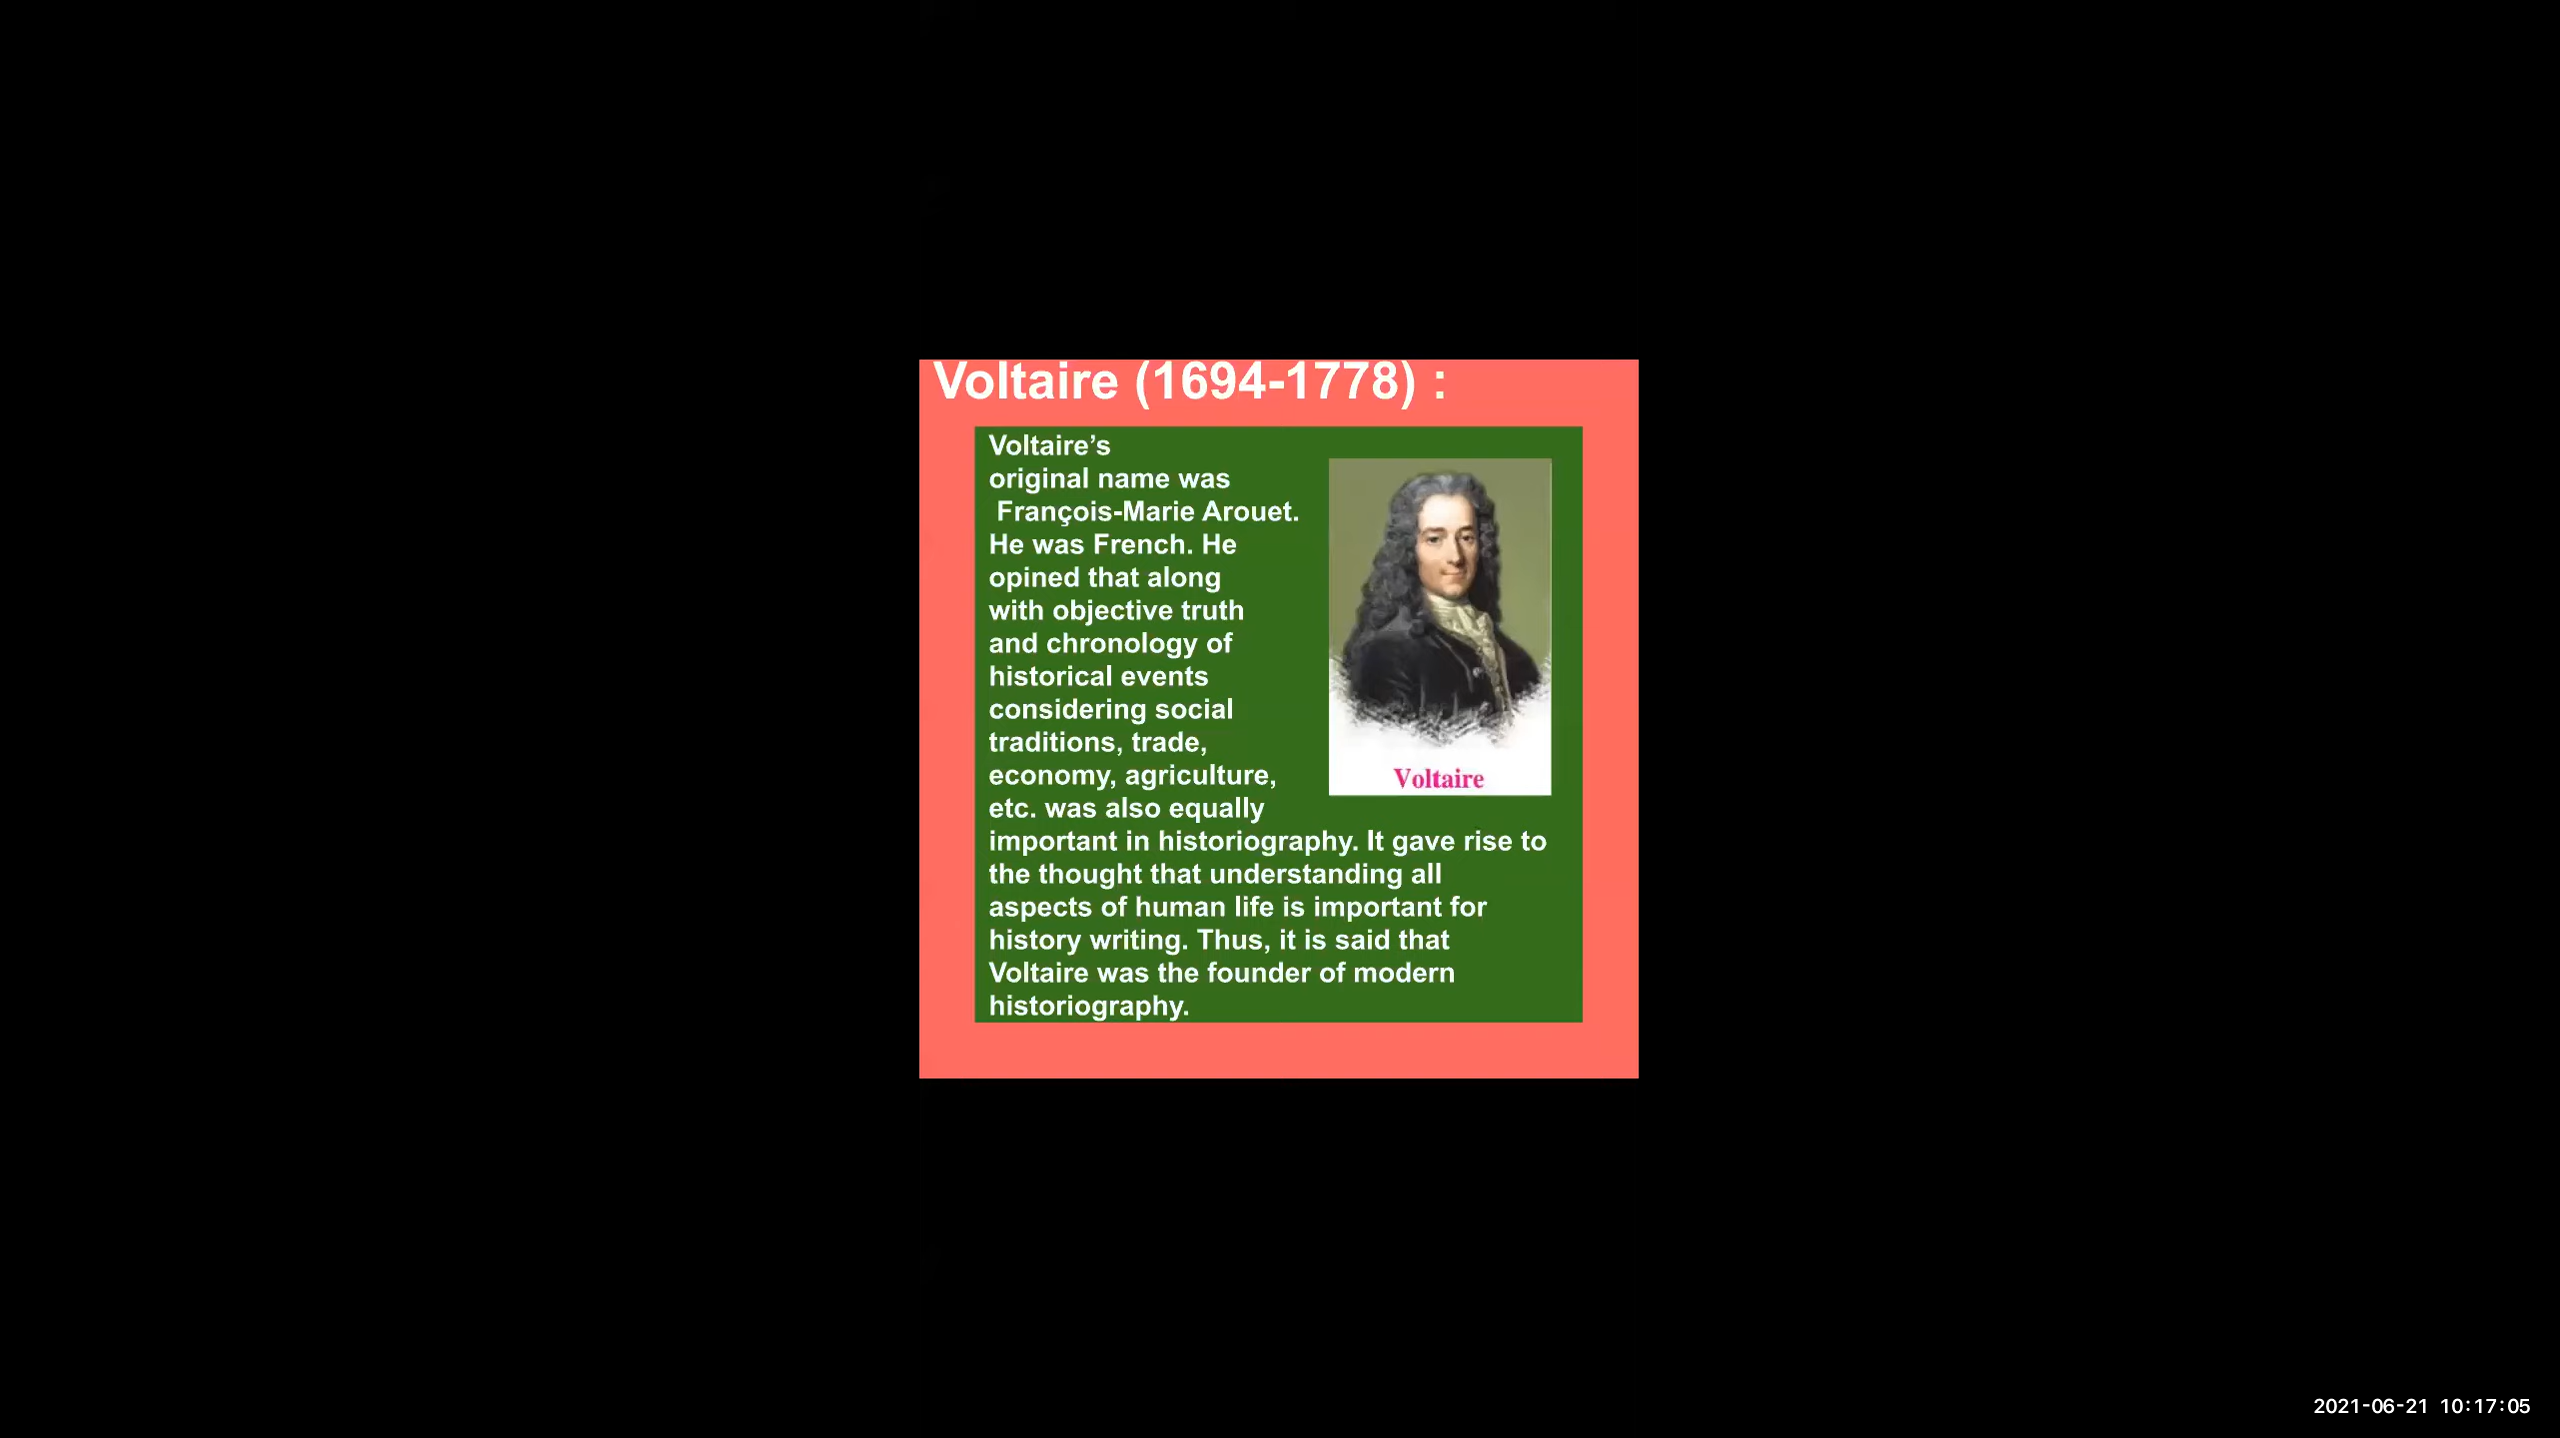 Voltaire (1694-1778) :
Voltaire’s
original name was
François-Marie Arouet.
He was French. He
opined that along
with objective truth
and chronology of
historical events
considering social
traditions, trade,
economy, agriculture,
etc. was also equally
important in historiography. It gave rise to
the thought that understanding all
aspects of human life is important for
history writing. Thus, it is said that
Voltaire was the founder of modern
historiography.
Voltaire
2021-06-21 10:17:05